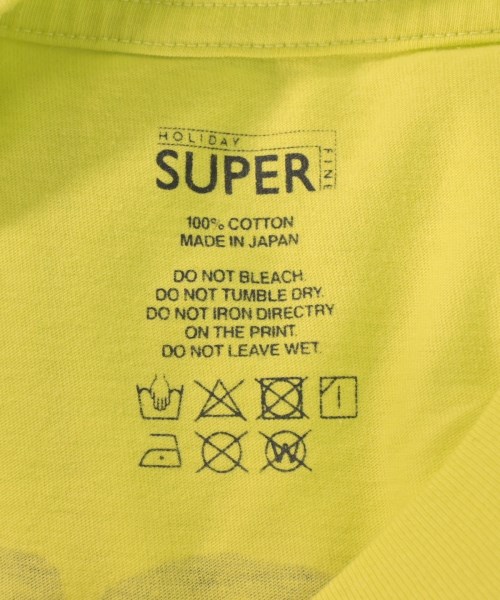 HOLIDAY
SUPER
FINE
100% COTTON
MADE IN JAPAN
DO NOT BLEACH.
DO NOT TUMBLE DRY.
DO NOT IRON DIRECTRY
ON THE PRINT.
DO NOT LEAVE WET.
W